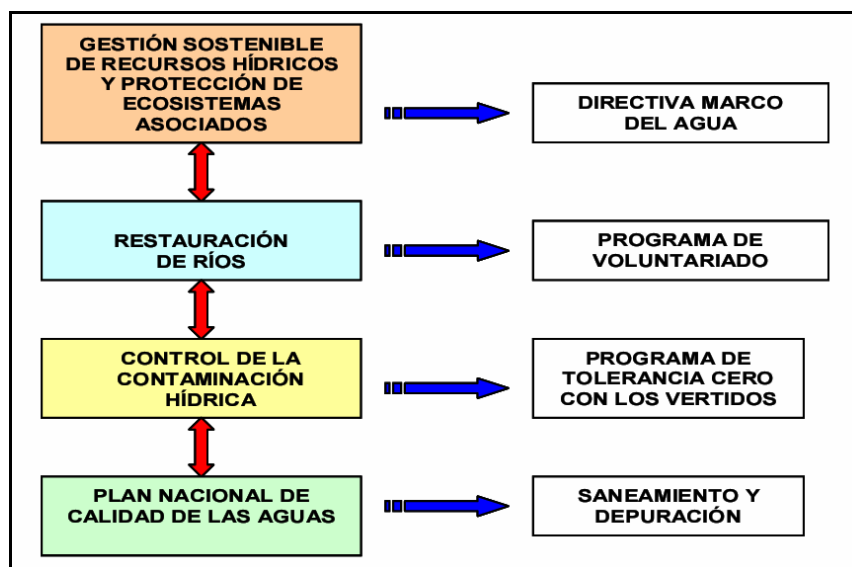 GESTIÓN SOSTENIBLE
DE RECURSOS HÍDRICOS
Y PROTECCIÓN DE
ECOSISTEMAS
ASOCIADOS
DIRECTIVA MARCO
DEL AGUA
RESTAURACIÓN
DE RÍOS
PROGRAMA DE
VOLUNTARIADO
CONTROL DE LA
CONTAMINACIÓN
HÍDRICA
PROGRAMA DE
TOLERANCIA CERO
CON LOS VERTIDOS
PLAN NACIONAL DE
CALIDAD DE LAS AGUAS
SANEAMIENTO Y
DEPURACIÓN